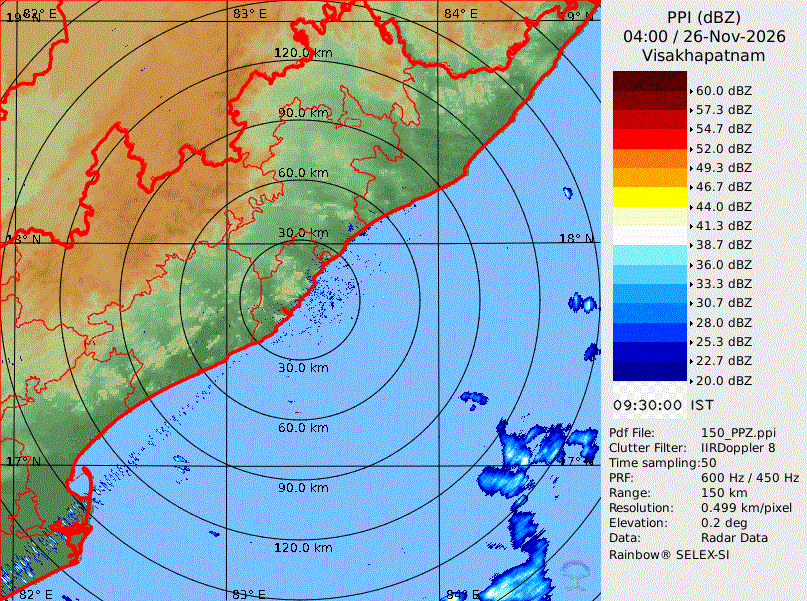 82° E
83° E
84° E
19° N
19° N
120.0 km
90.0 km
60.0 km
30.0 km
18° N
18° N
30.0 km
60.0 km
17° N
17° N
90.0 km
120.0 km
82° E
83° E
84° E
PPI (dBZ)
04:00 / 26-Nov-2026
Visakhapatnam
60.0 dBZ
57.3 dBZ
54.7 dBZ
52.0 dBZ
49.3 dBZ
46.7 dBZ
44.0 dBZ
41.3 dBZ
38.7 dBZ
36.0 dBZ
33.3 dBZ
30.7 dBZ
28.0 dBZ
25.3 dBZ
22.7 dBZ
20.0 dBZ
09:30:00 IST
Pdf File: 150_PPZ.ppi
Clutter Filter: IIRDoppler 8
Time sampling:50
PRF: 600 Hz / 450 Hz
Range: 150 km
Resolution: 0.499 km/pixel
Elevation: 0.2 deg
Data: Radar Data
Rainbow® SELEX-SI